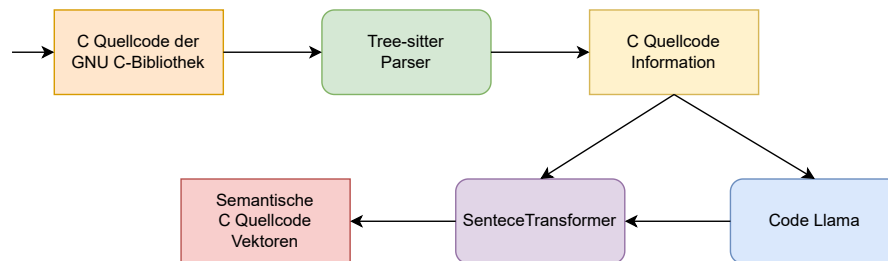 C Quellcode der
GNU C-Bibliothek
Tree-sitter
Parser
C Quellcode
Information
Semantische
C Quellcode
Vektoren
SenteceTransformer
Code Llama